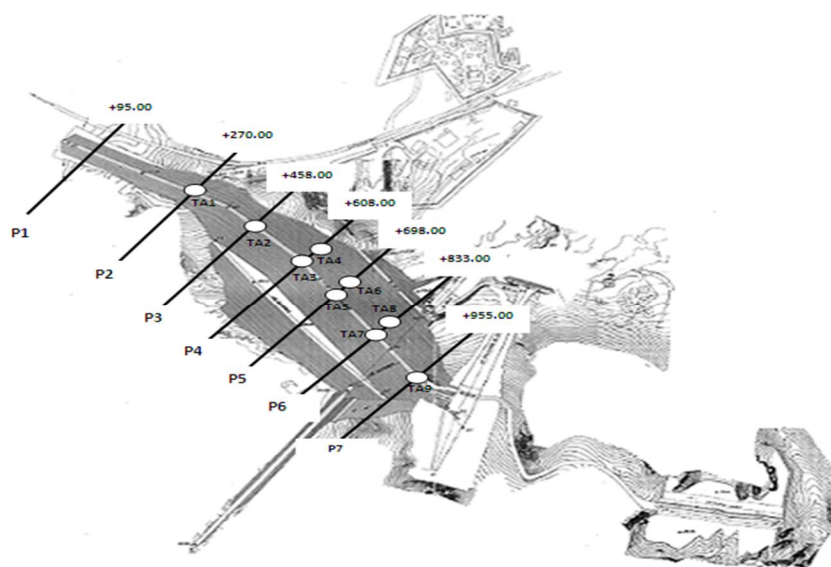 +95.00
+270.00
+458.00
+608.00
+698.00
+833.00
+955.00
TA1
TA2
TA4
TA3
TA6
TA5
TA8
TA7
TA9
P1
P2
P3
P4
P5
P6
P7